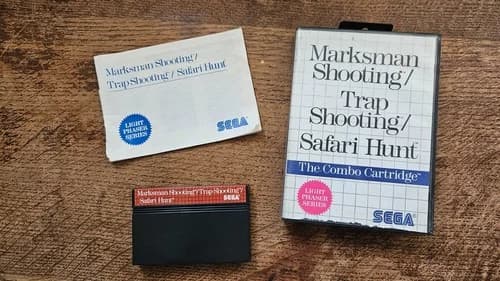 Marksman Shooting/
Trap Shooting / Safari Hunt
LIGHT
PHASER
SERIES
SEGA
Marksman
Shooting/
Trap
Shooting/
Safari Hunt
The Combo Cartridge™
LIGHT
PHASER
SERIES
SEGA
Marksman Shooting/Trap Shooting/
Safari Hunt
SEGA